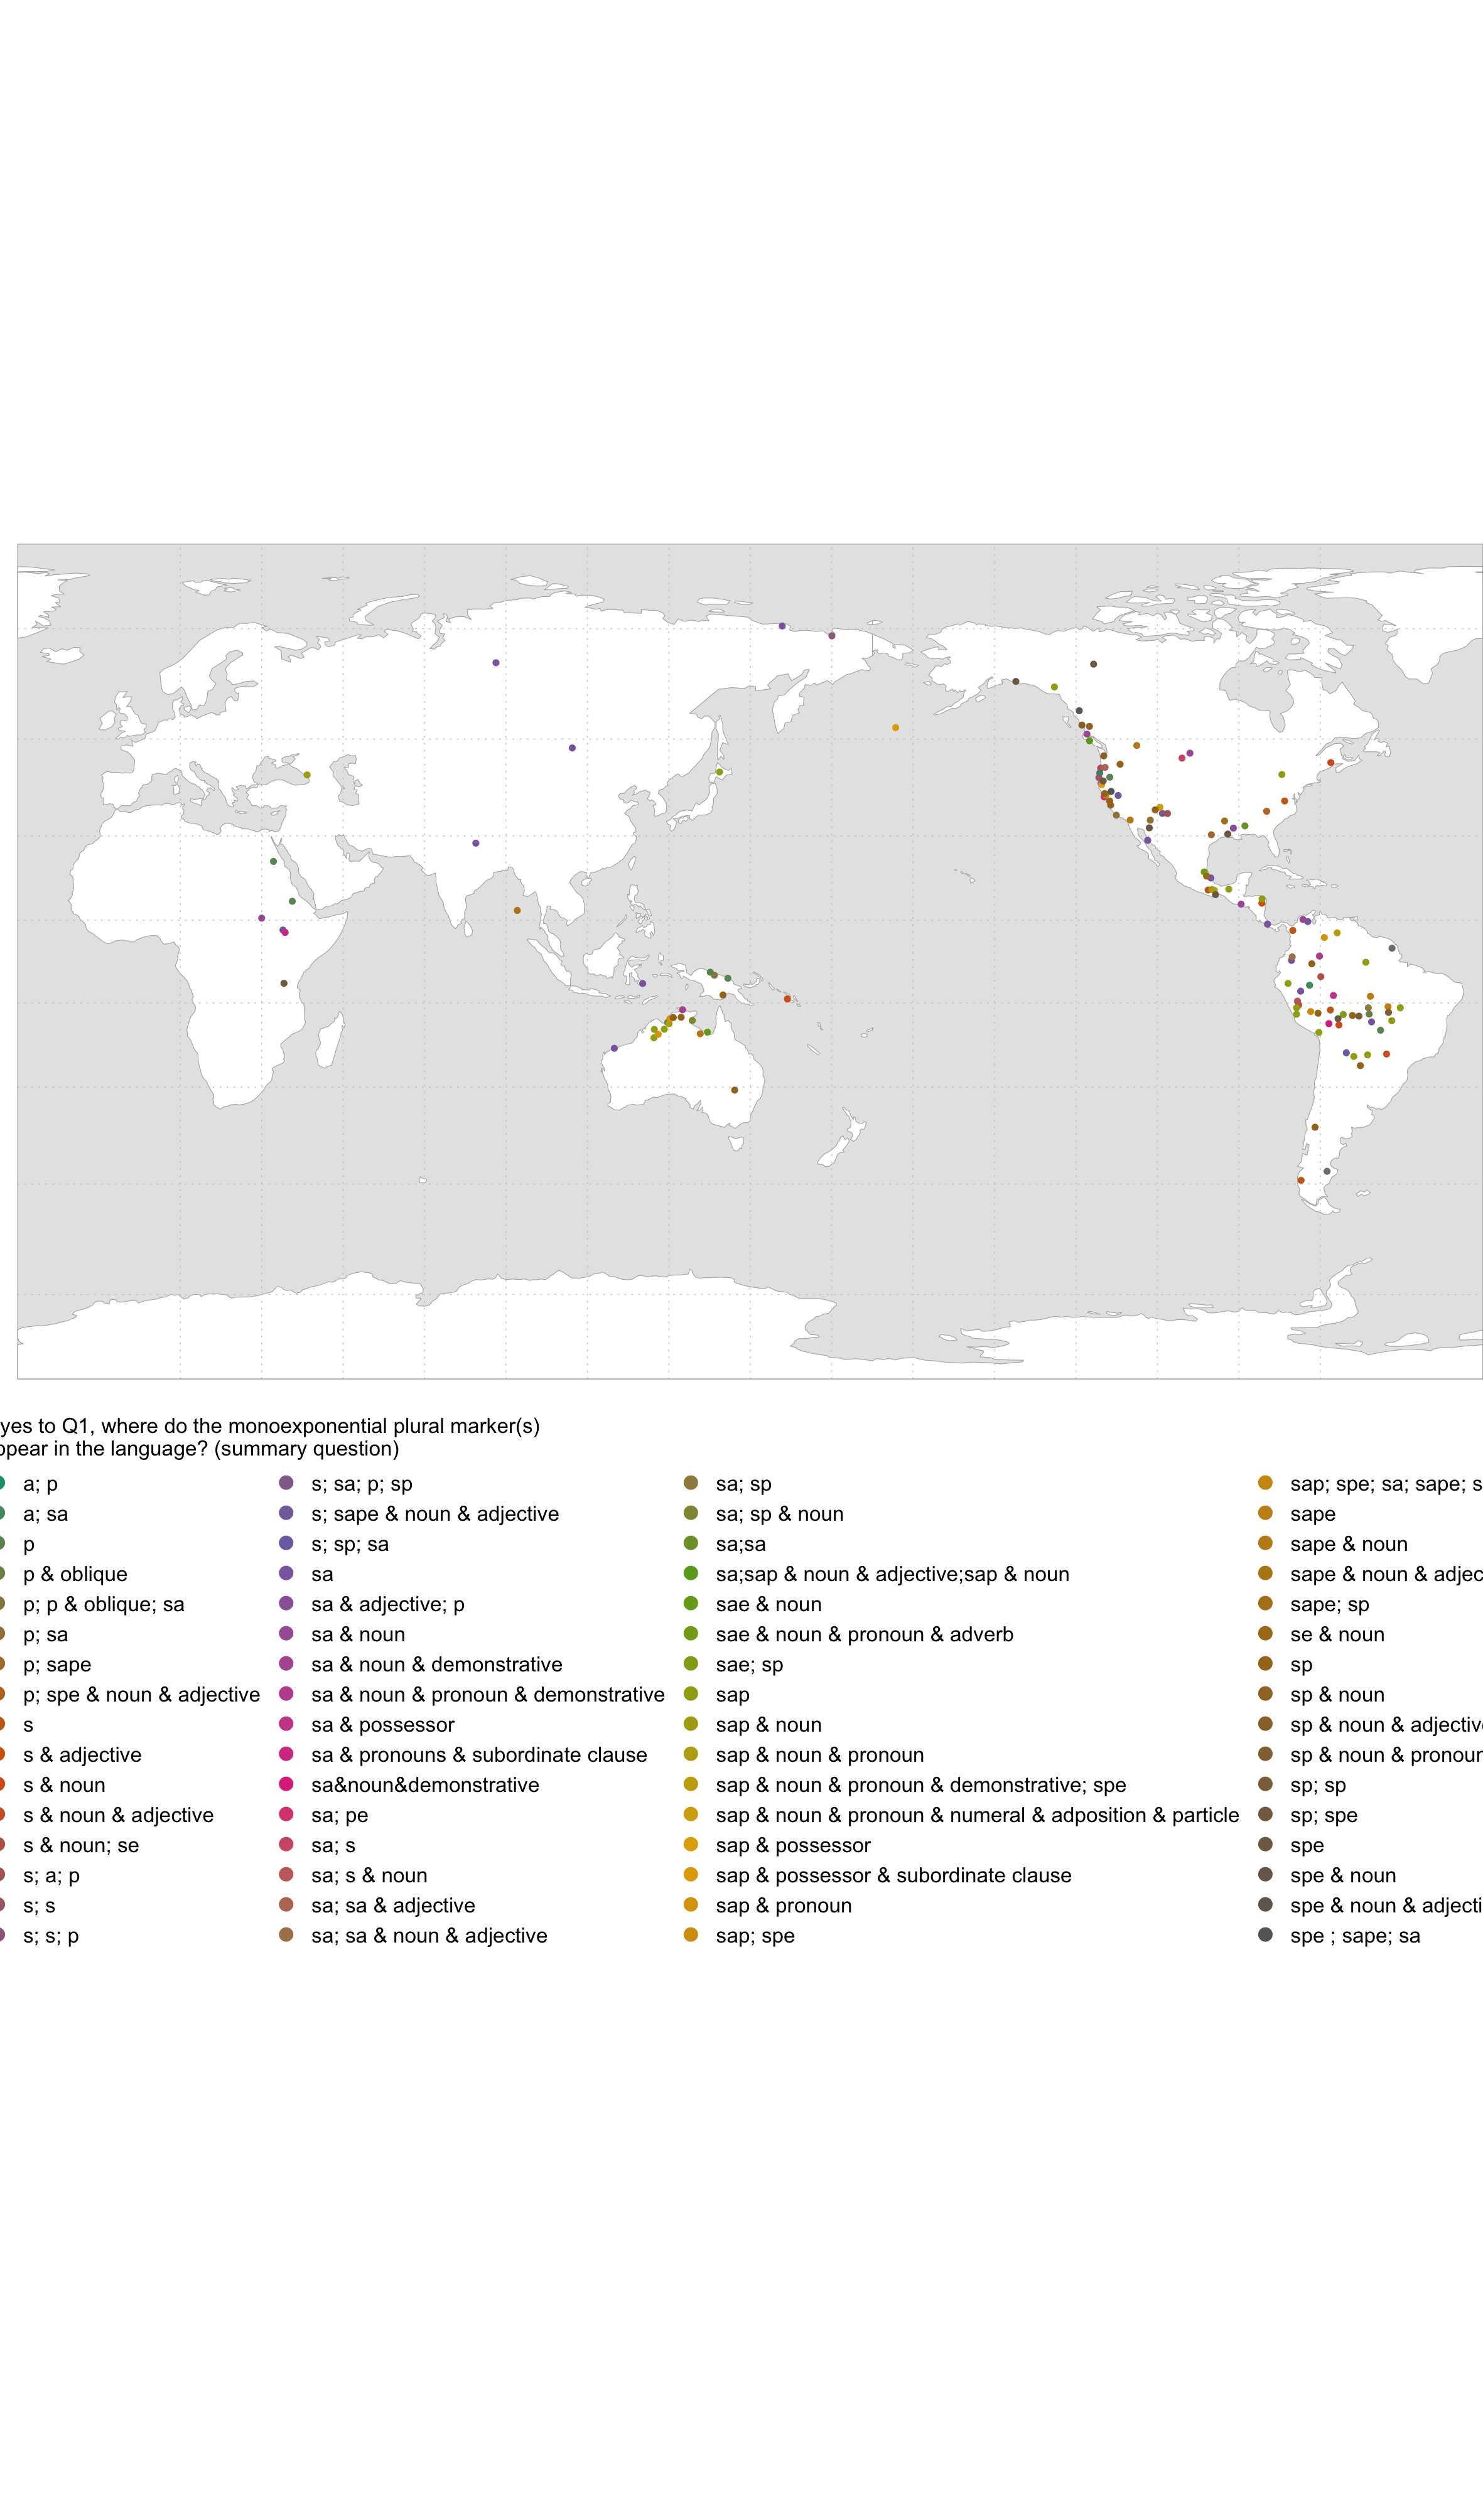 yes to Q1, where do the monoexponential plural marker(s)
ppear in the language? (summary question)
a; p
a; sa
p
p & oblique
p; p & oblique; sa
p; sa
p; sape
p; spe & noun & adjective
s
s & adjective
s & noun
s & noun & adjective
s & noun; se
s; a; p
s; s
s; s; p
s; sa; p; sp
s; sape & noun & adjective
s; sp; sa
sa
sa & adjective; p
sa & noun
sa & noun & demonstrative
sa & noun & pronoun & demonstrative
sa & possessor
sa & pronouns & subordinate clause
sa&noun&demonstrative
sa; pe
sa; s
sa; s & noun
sa; sa & adjective
sa; sa & noun & adjective
sa; sp
sa; sp & noun
sa;sa
sa;sap & noun & adjective;sap & noun
sae & noun
sae & noun & pronoun & adverb
sae; sp
sap
sap & noun
sap & noun & pronoun
sap & noun & pronoun & demonstrative; spe
sap & noun & pronoun & numeral & adposition & particle
sap & possessor
sap & possessor & subordinate clause
sap & pronoun
sap; spe
sap; spe; sa; sape; s
sape
sape & noun
sape & noun & adjec
sape; sp
se & noun
sp
sp & noun
sp & noun & adjectiv
sp & noun & pronoun
sp; sp
sp; spe
spe
spe & noun
spe & noun & adjecti
spe ; sape; sa